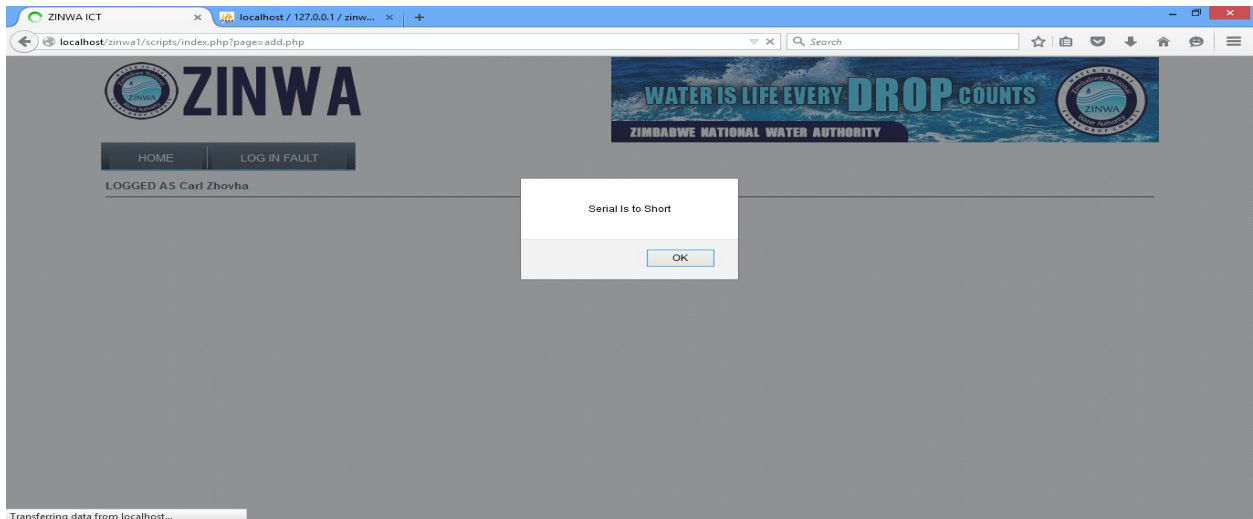 ZINWA ICT
localhost / 127.0.0.1 / zinw...
localhost/zinwa1/scripts/index.php?page=add.php
Search
ZINWA
ZINWA
WATER IS LIFE EVERY DROP COUNTS
ZIMBABWE NATIONAL WATER AUTHORITY
ZINWA
HOME
LOG IN FAULT
LOGGED AS Carl Zhovha
Serial Is to Short
OK
Transferring data from localhost...